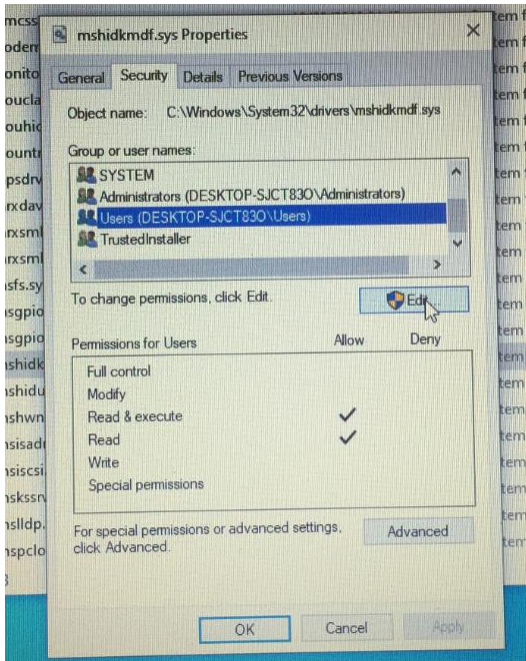 mshidkmdf.sys Properties
General Security Details Previous Versions
Object name: C:\Windows\System32\drivers\mshidkmdf.sys
Group or user names:
SYSTEM
Administrators (DESKTOP-SJCT83O\Administrators)
Users (DESKTOP-SJCT83O\Users)
TrustedInstaller
To change permissions, click Edit.
Edit...
Permissions for Users Allow Deny
Full control
Modify
Read & execute
Read
Write
Special permissions
For special permissions or advanced settings,
click Advanced.
Advanced
OK Cancel Apply